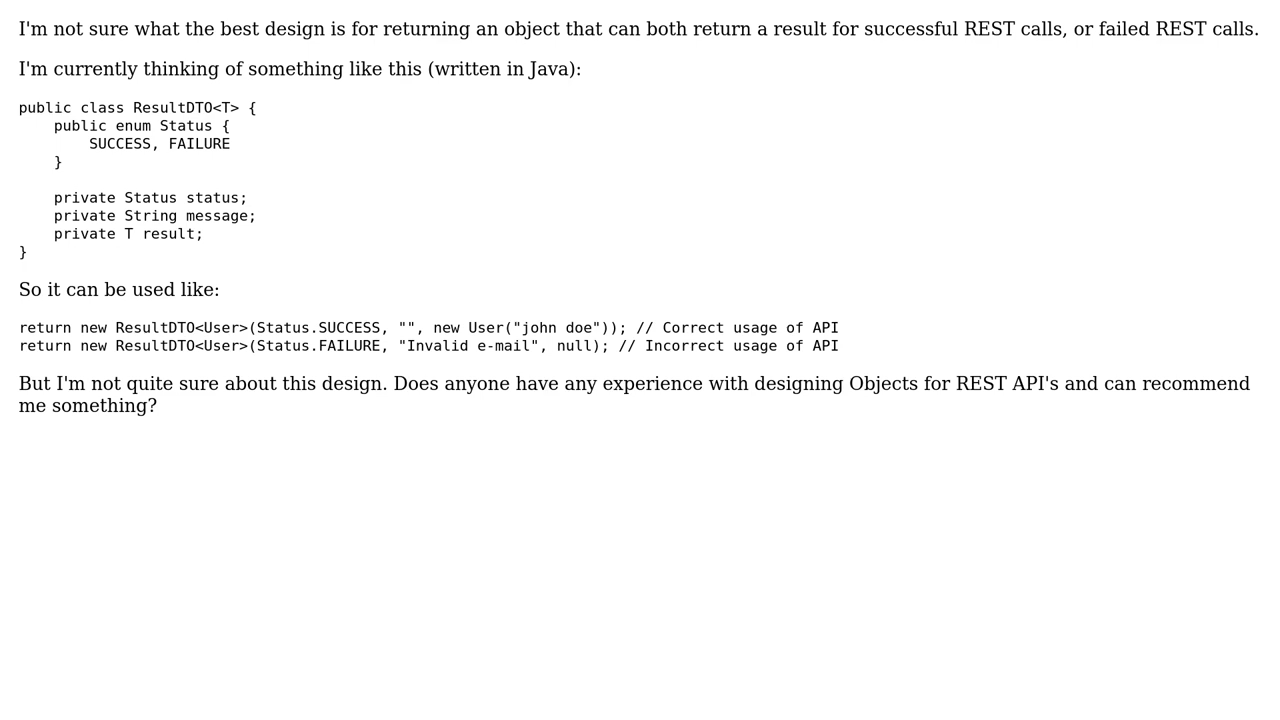 I'm not sure what the best design is for returning an object that can both return a result for successful REST calls, or failed REST calls.
I'm currently thinking of something like this (written in Java):
public class ResultDTO<T> {
    public enum Status {
        SUCCESS, FAILURE
    }
    private Status status;
    private String message;
    private T result;
}
So it can be used like:
return new ResultDTO<User>(Status.SUCCESS, "", new User("john doe")); // Correct usage of API
return new ResultDTO<User>(Status.FAILURE, "Invalid e-mail", null); // Incorrect usage of API
But I'm not quite sure about this design. Does anyone have any experience with designing Objects for REST API's and can recommend
me something?